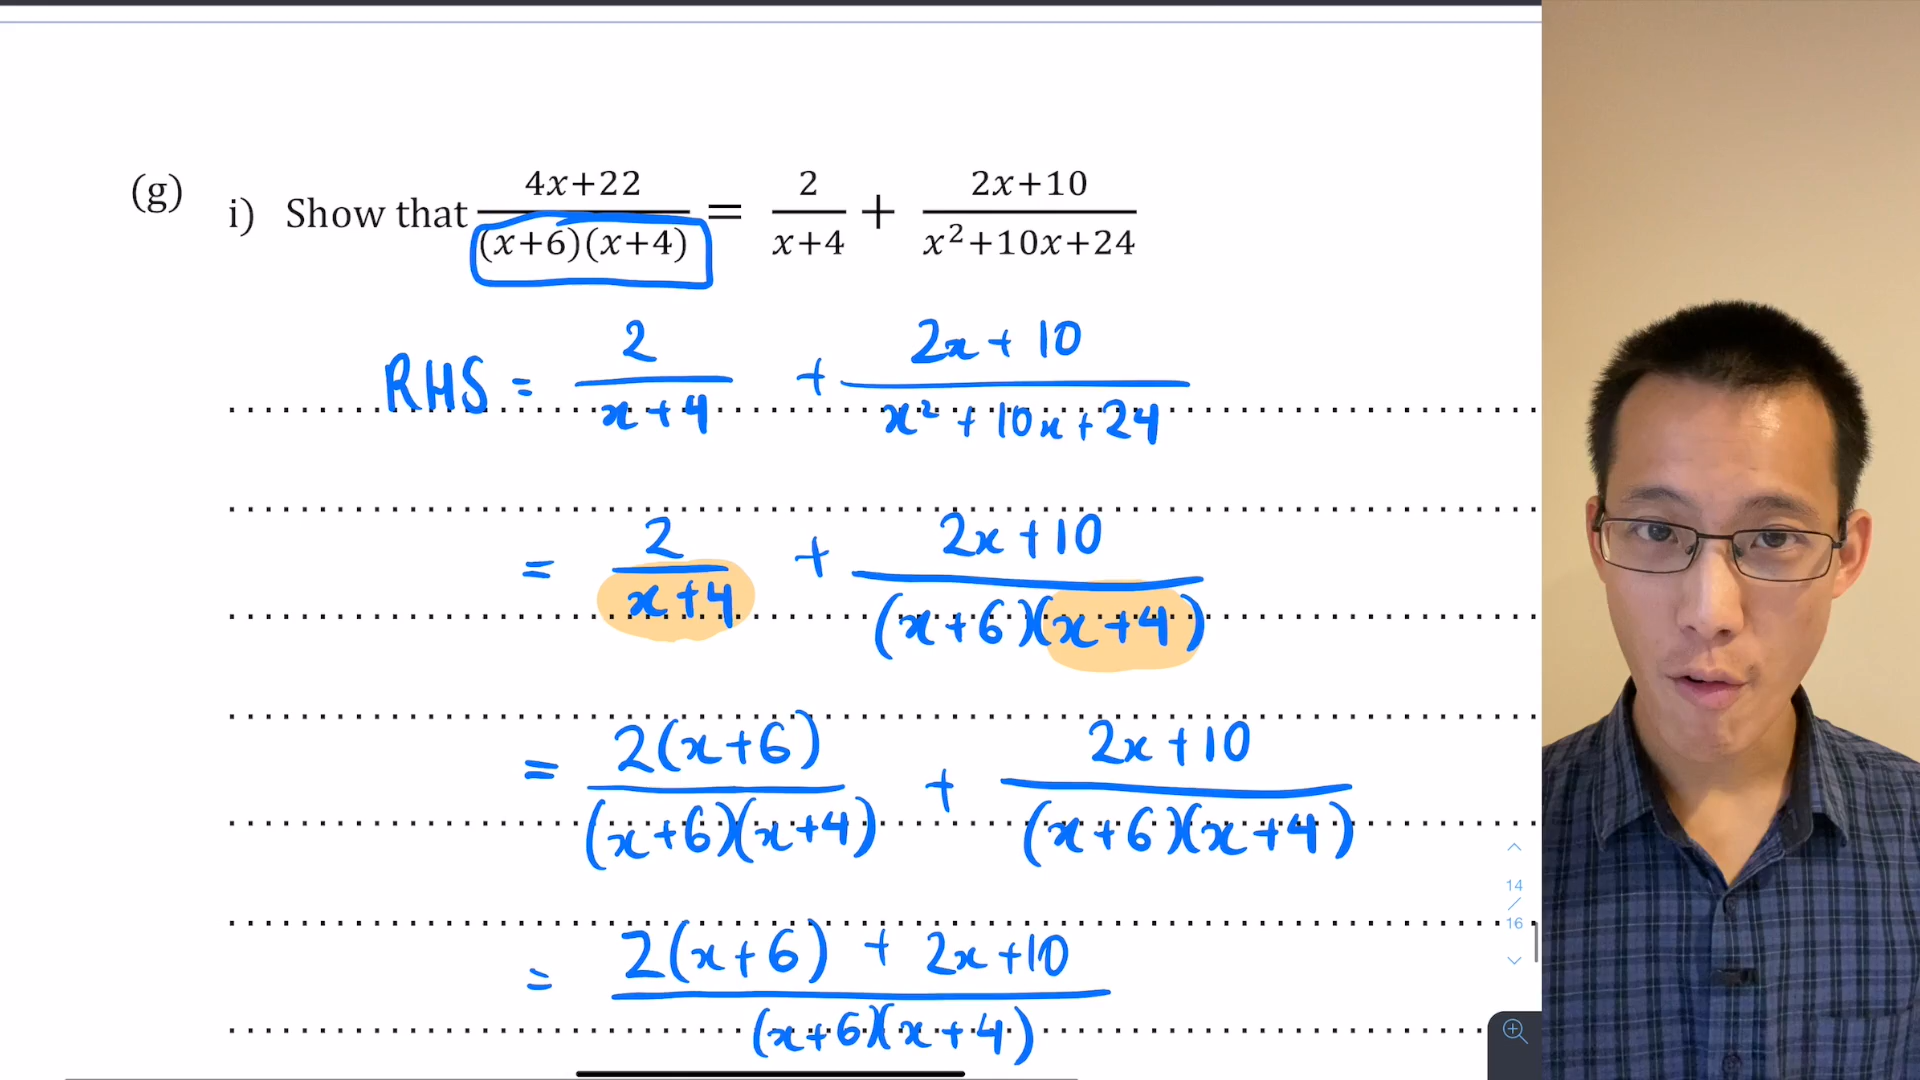 (g) i) Show that (4x+22)/((x+6)(x+4)) = 2/(x+4) + (2x+10)/(x²+10x+24)
RHS = 2/(x+4) + (2x+10)/(x²+10x+24)
= 2/(x+4) + (2x+10)/((x+6)(x+4))
= 2(x+6)/((x+6)(x+4)) + (2x+10)/((x+6)(x+4))
= (2(x+6) + 2x+10)/((x+6)(x+4))
14
/
16